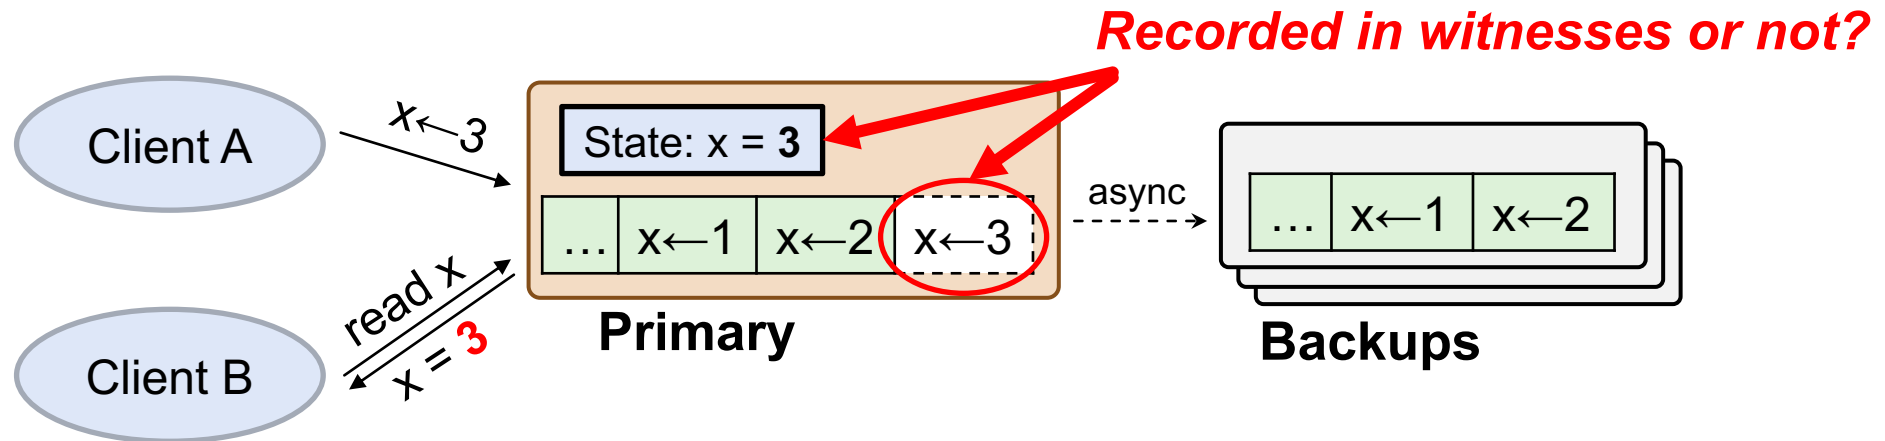 Recorded in witnesses or not?
Client A
x←3
State: x = 3
… x←1 x←2 x←3
async
… x←1 x←2
read x
x = 3
Client B
Primary
Backups